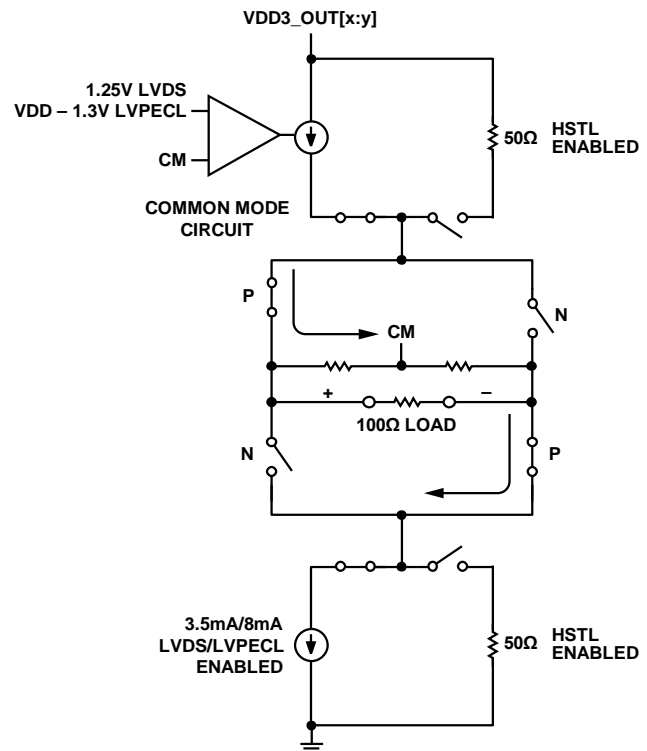 VDD3_OUT[x:y]
1.25V LVDS
VDD – 1.3V LVPECL
CM
COMMON MODE
CIRCUIT
50Ω
HSTL
ENABLED
P
N
CM
+
–
100Ω LOAD
N
P
3.5mA/8mA
LVDS/LVPECL
ENABLED
50Ω
HSTL
ENABLED